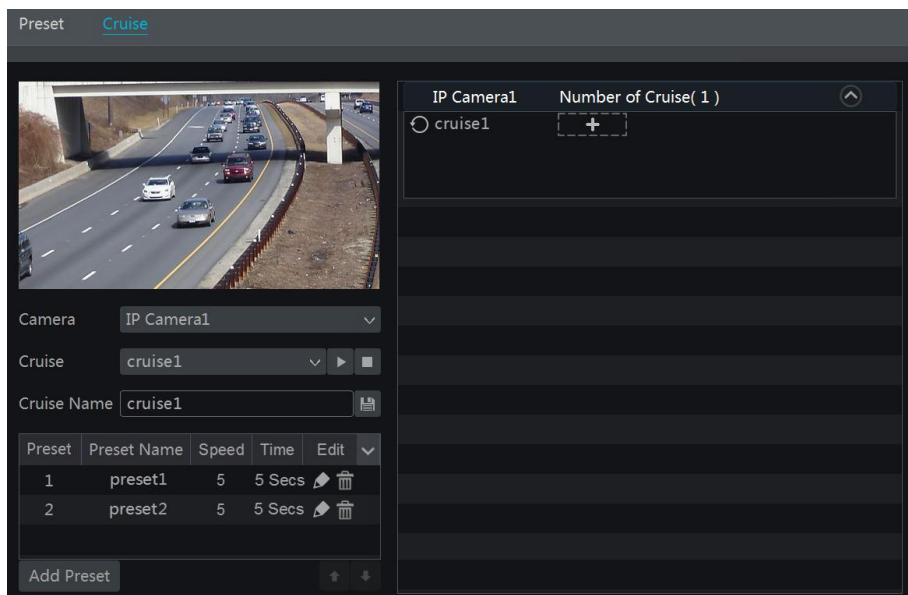 Preset Cruise
IP Camera1 Number of Cruise( 1 )
cruise1
Camera IP Camera1
Cruise cruise1
Cruise Name cruise1
Preset Preset Name Speed Time Edit
1 preset1 5 5 Secs
2 preset2 5 5 Secs
Add Preset